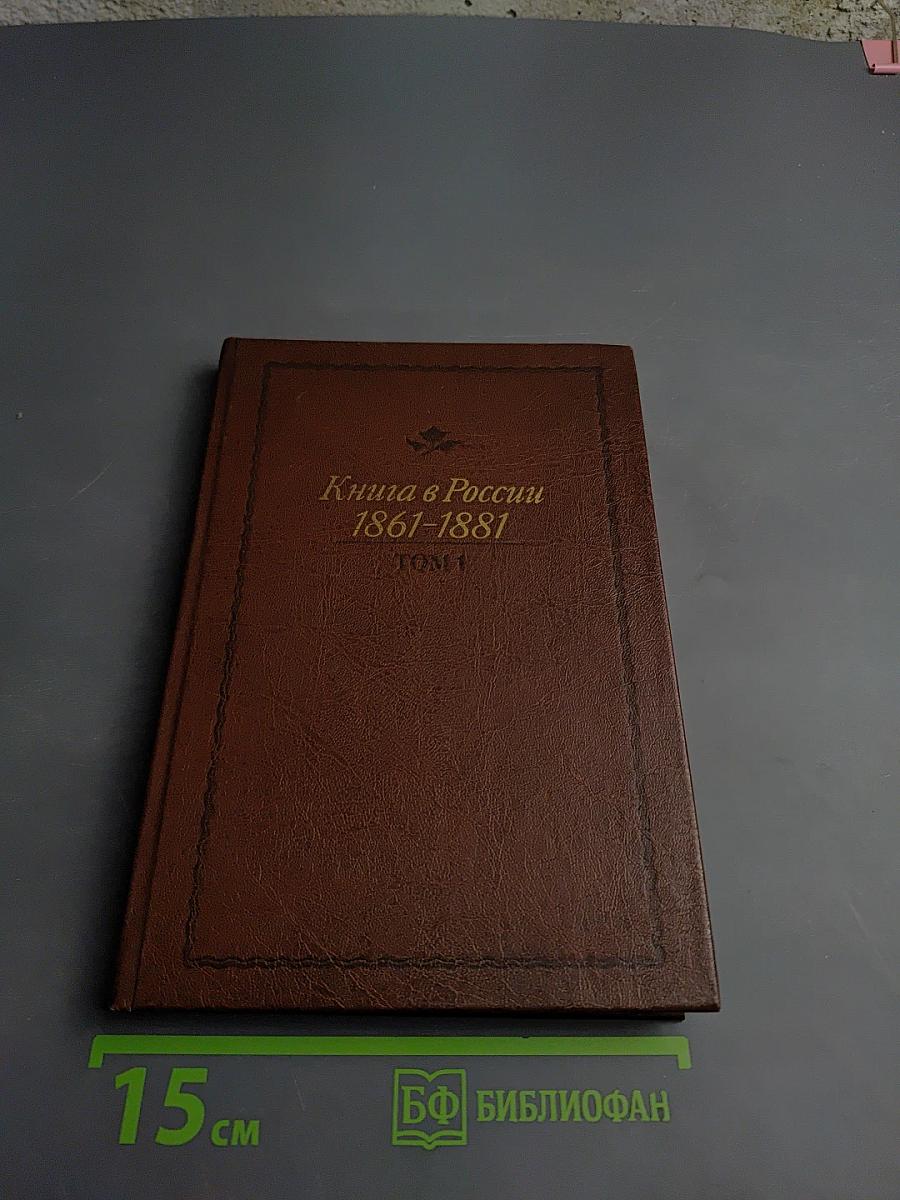 Книга в России
1861–1881
ТОМ 1
15 см
БФ БИБЛИОФАН